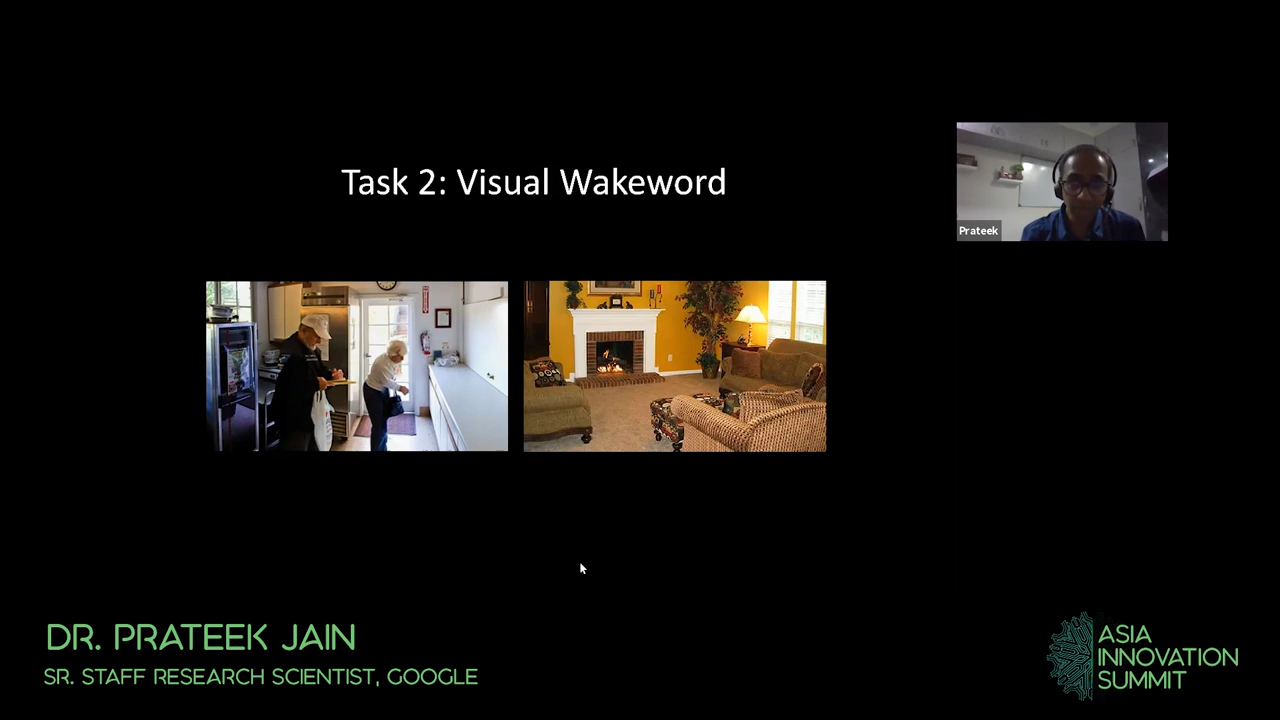 Task 2: Visual Wakeword
Prateek
DR. PRATEEK JAIN
SR. STAFF RESEARCH SCIENTIST, GOOGLE
ASIA
INNOVATION
SUMMIT